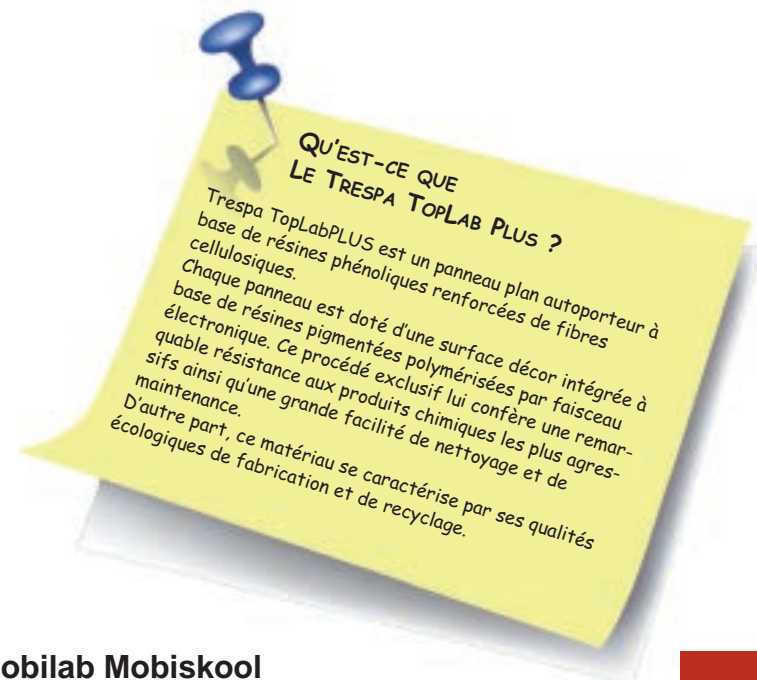 QU'EST-CE QUE
LE TRESPA TOPLAB PLUS ?
Trespa TopLabPLUS est un panneau plan autoporteur à
base de résines phénoliques renforcées de fibres
cellulosiques.
Chaque panneau est doté d'une surface décor intégrée à
base de résines pigmentées polymérisées par faisceau
électronique. Ce procédé exclusif lui confère une remar-
quable résistance aux produits chimiques les plus agres-
sifs ainsi qu'une grande facilité de nettoyage et de
maintenance.
D'autre part, ce matériau se caractérise par ses qualités
écologiques de fabrication et de recyclage.
obilab Mobiskool